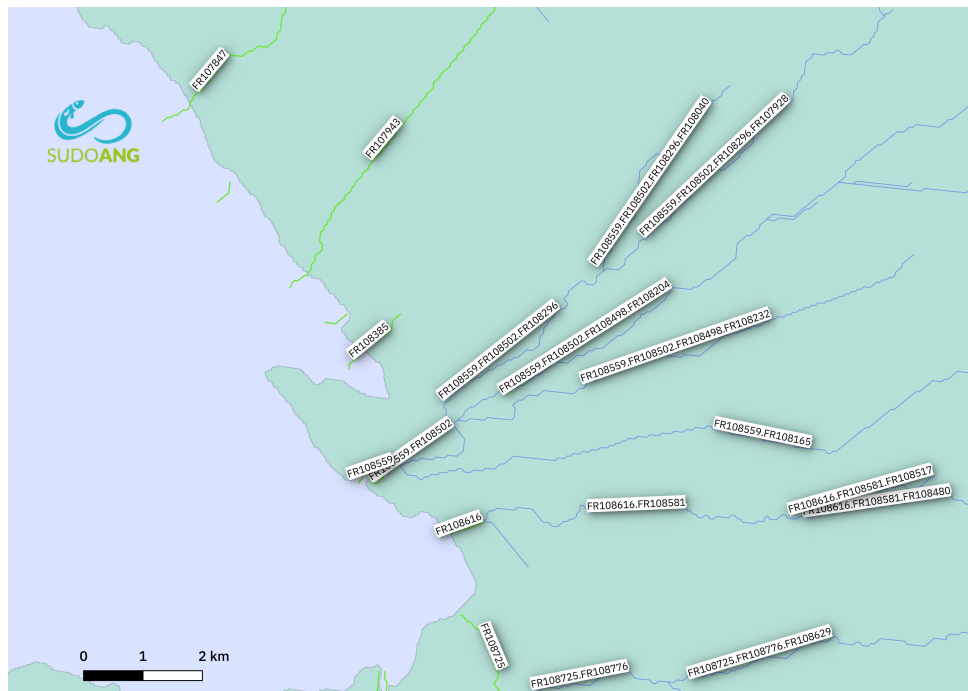 FR107847
FR107943
SUDOANG
FR108559.FR108502.FR108296.FR108040
FR108559.FR108502.FR108296.FR107928
FR108385
FR108559.FR108502.FR108296
FR108559.FR108502.FR108498.FR108204
FR108559.FR108502.FR108498.FR108232
FR108559.FR108502
FR108559
FR108559.FR108165
FR108616
FR108616.FR108581
FR108616.FR108581.FR108517
FR108616.FR108581.FR108480
FR108725
FR108725.FR108776
FR108725.FR108776.FR108629
0 1 2 km